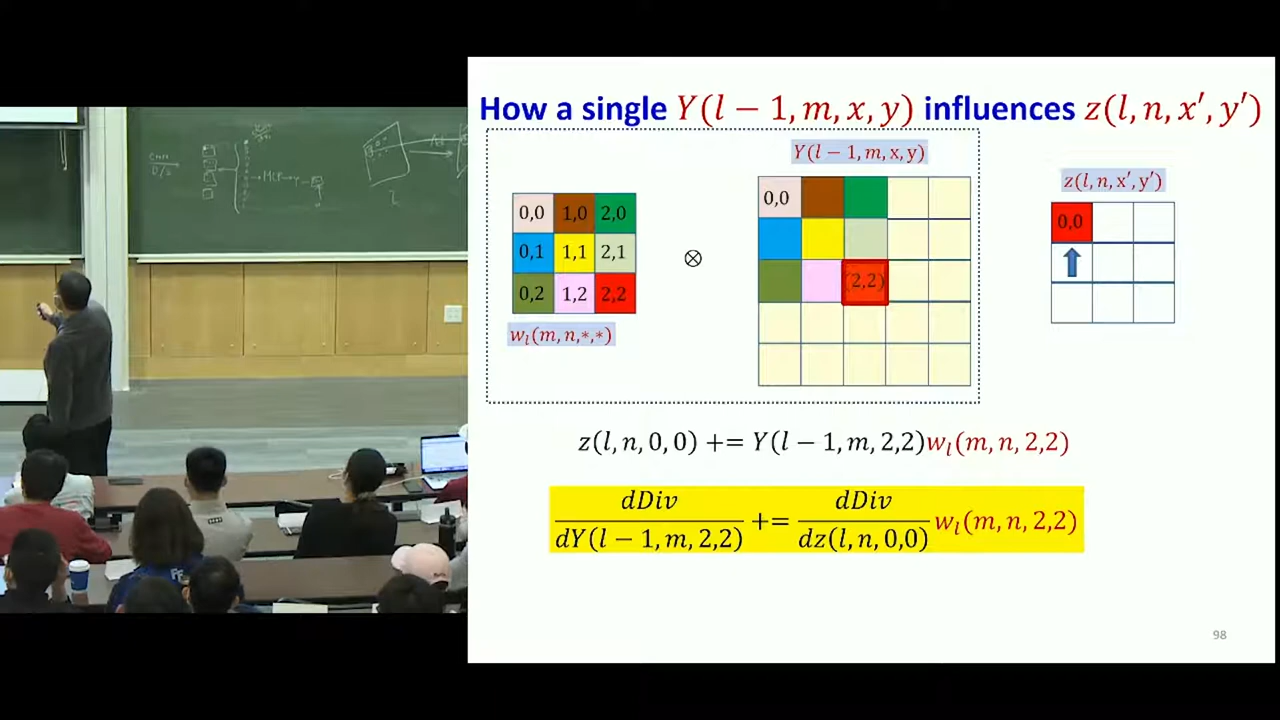 How a single Y(l − 1, m, x, y) influences z(l, n, x′, y′)
Y(l − 1, m, x, y)
z(l, n, x′, y′)
0,0 1,0 2,0
0,1 1,1 2,1
0,2 1,2 2,2
w_l(m, n,∗,∗)
⊗
0,0
(2,2)
0,0
z(l, n, 0,0) += Y(l − 1, m, 2,2)w_l(m, n, 2,2)
dDiv/dY(l − 1, m, 2,2) += dDiv/dz(l, n, 0,0) w_l(m, n, 2,2)
98
MLP